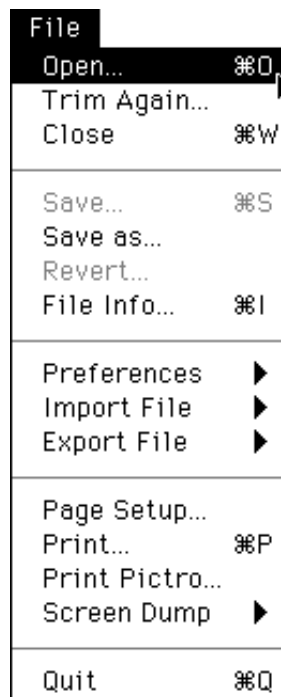 File
Open... ⌘O
Trim Again...
Close ⌘W
Save... ⌘S
Save as...
Revert...
File Info... ⌘I
Preferences ▶
Import File ▶
Export File ▶
Page Setup...
Print... ⌘P
Print Pictro...
Screen Dump ▶
Quit ⌘Q